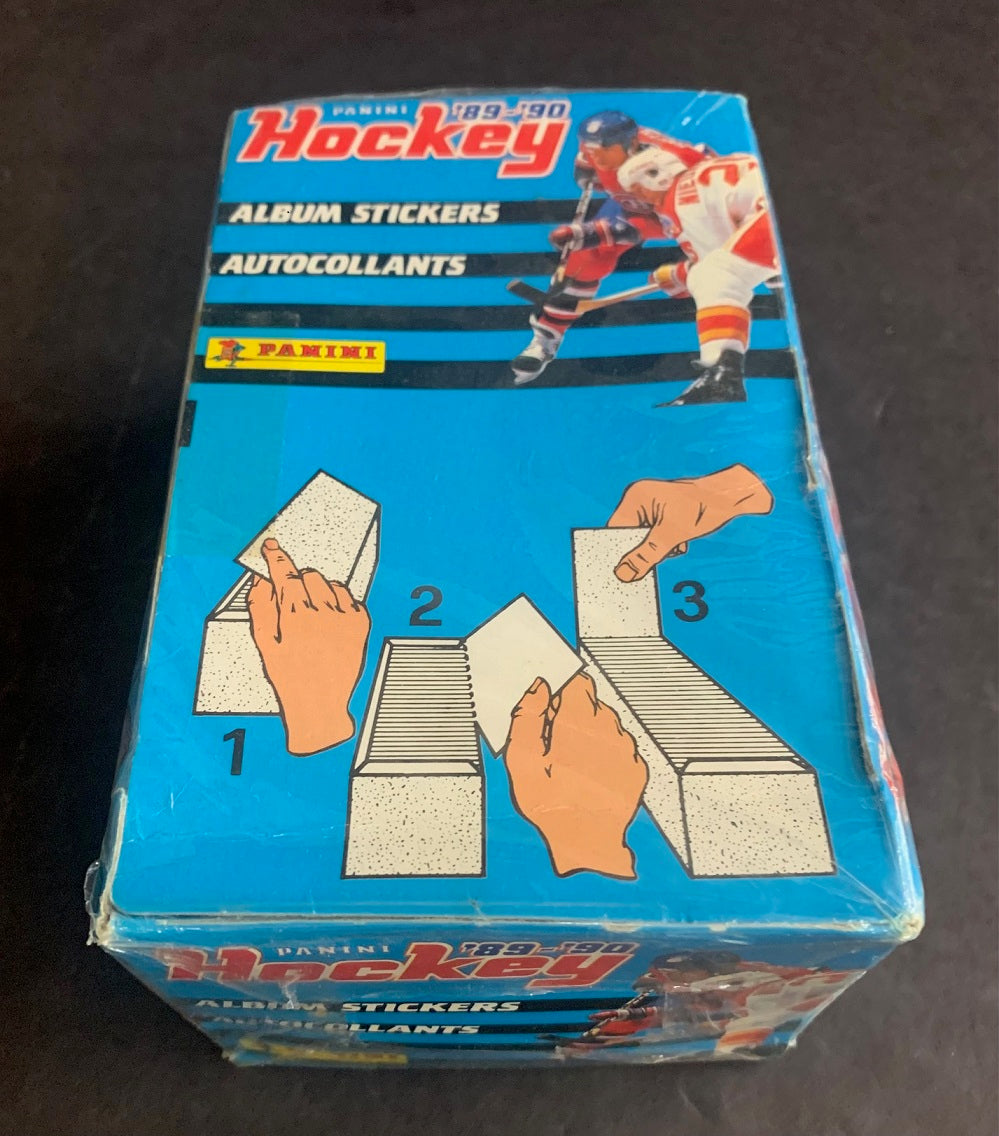 PANINI '89-'90
Hockey
ALBUM STICKERS
AUTOCOLLANTS
PANINI
1
2
3
PANINI '89-'90
Hockey
ALBUM STICKERS
AUTOCOLLANTS